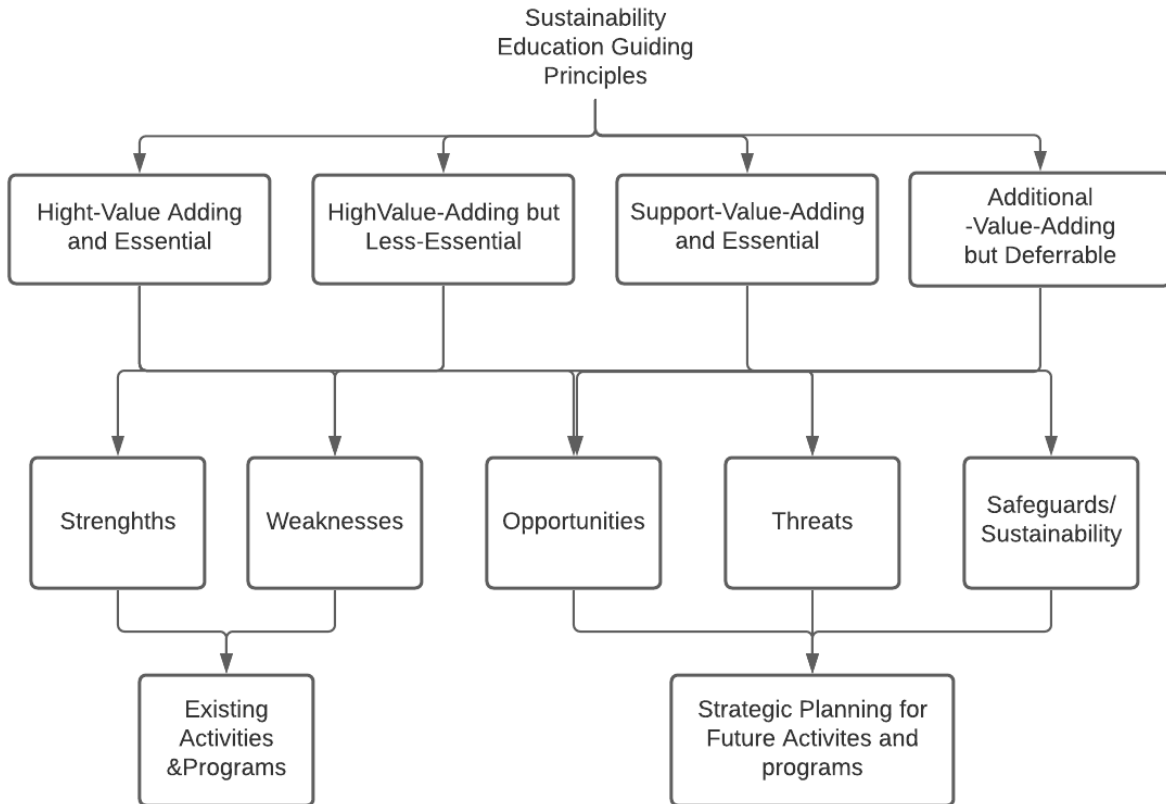 Sustainability
Education Guiding
Principles
Hight-Value Adding
and Essential
HighValue-Adding but
Less-Essential
Support-Value-Adding
and Essential
Additional
-Value-Adding
but Deferrable
Strenghths
Weaknesses
Opportunities
Threats
Safeguards/
Sustainability
Existing
Activities
&Programs
Strategic Planning for
Future Activites and
programs